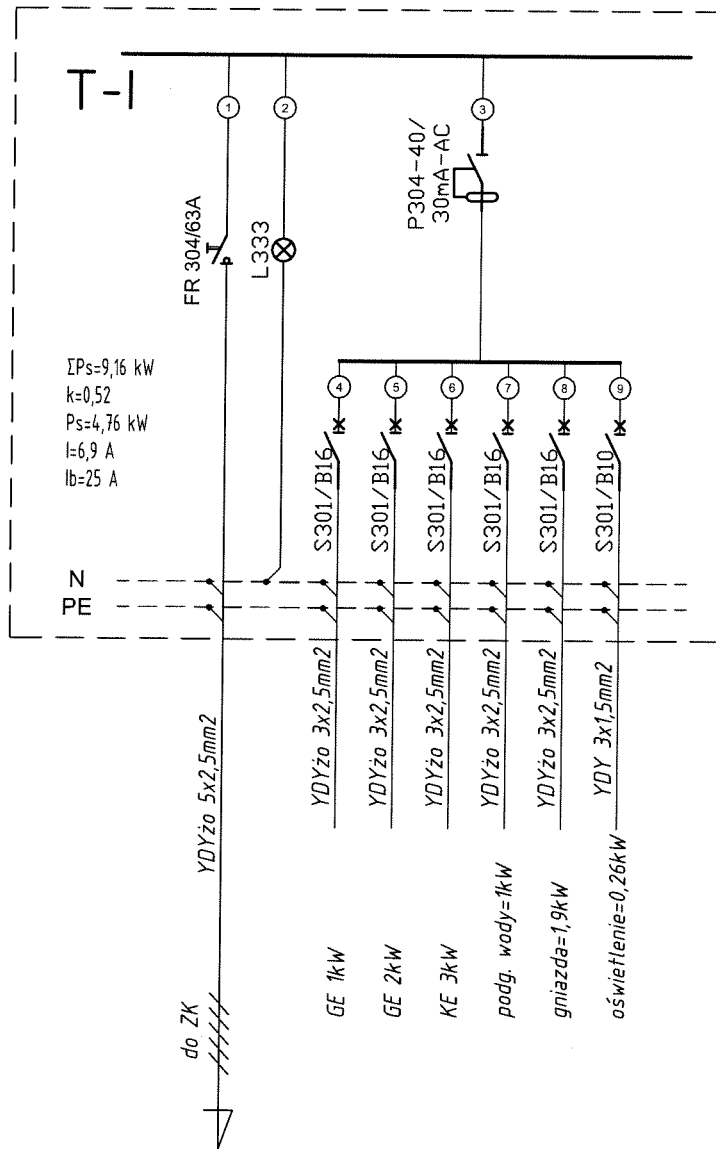 T-I
1
2
3
FR 304/63A
L333
P304-40/
30mA-AC
ΣPs=9,16 kW
k=0,52
Ps=4,76 kW
I=6,9 A
Ib=25 A
4
5
6
7
8
9
S301/B16
S301/B16
S301/B16
S301/B16
S301/B16
S301/B10
N
PE
YDYżo 5x2,5mm2
YDYżo 3x2,5mm2
YDYżo 3x2,5mm2
YDYżo 3x2,5mm2
YDYżo 3x2,5mm2
YDYżo 3x2,5mm2
YDY 3x1,5mm2
do ZK
GE 1kW
GE 2kW
KE 3kW
podg. wody=1kW
gniazda=1,9kW
oświetlenie=0,26kW